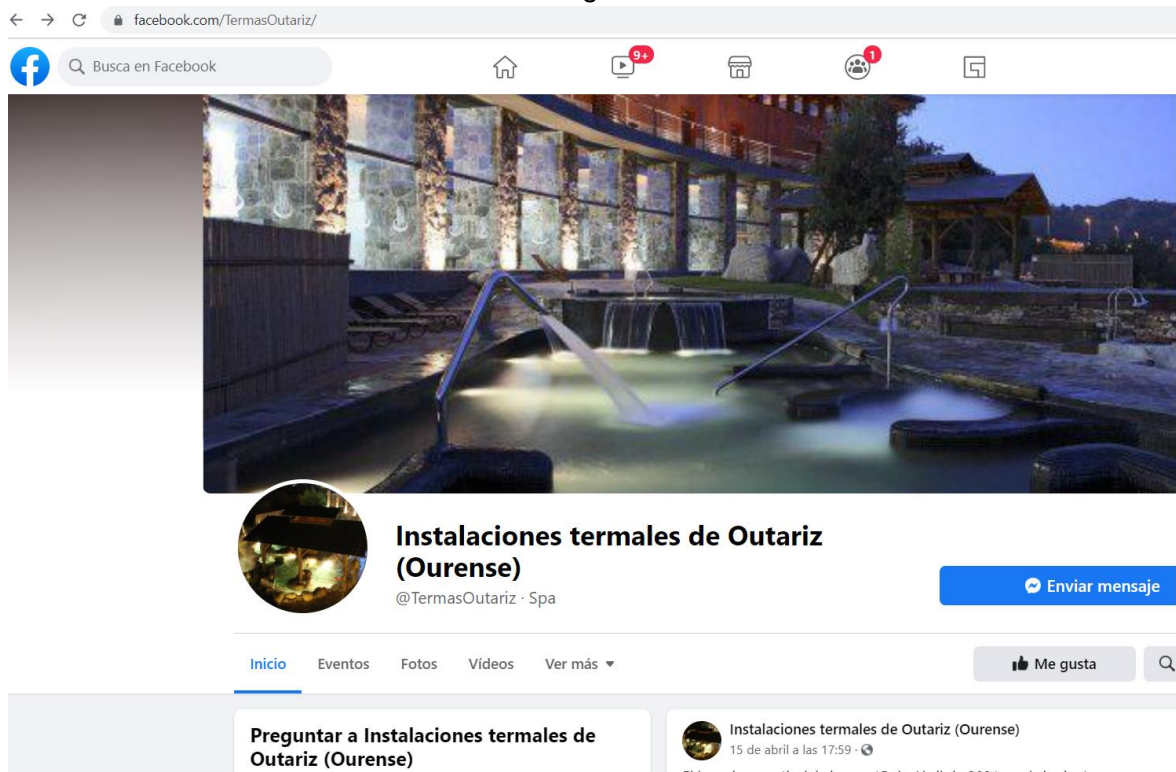 facebook.com/TermasOutariz/
Busca en Facebook
9+
1
Instalaciones termales de Outariz
(Ourense)
@TermasOutariz · Spa
Enviar mensaje
Inicio Eventos Fotos Vídeos Ver más
Me gusta
Preguntar a Instalaciones termales de
Outariz (Ourense)
Instalaciones termales de Outariz (Ourense)
15 de abril a las 17:59 ·